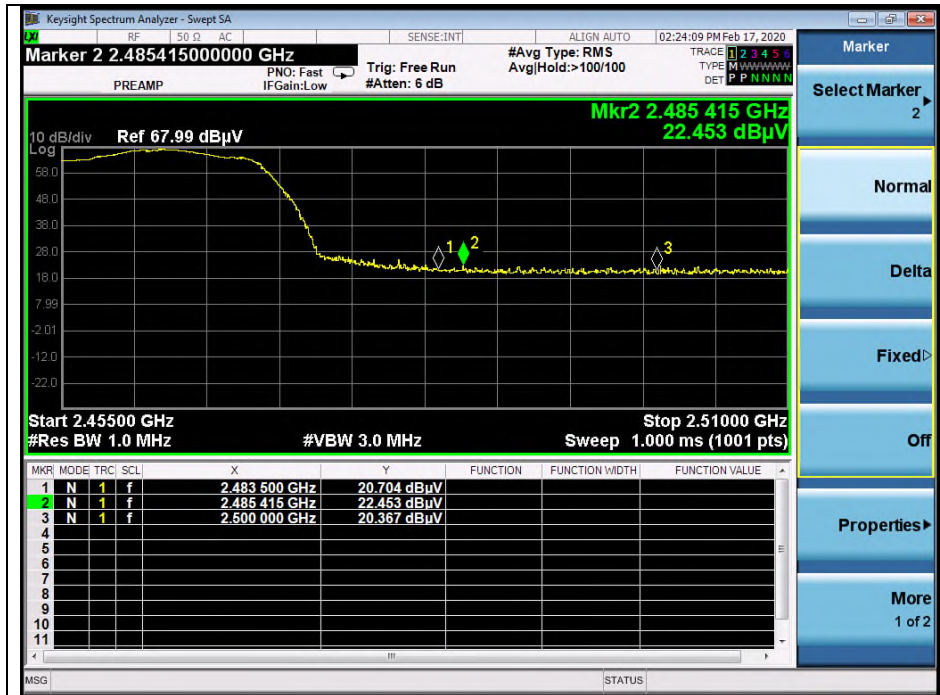 Keysight Spectrum Analyzer - Swept SA
LXI RF 50 Ω AC SENSE:INT ALIGN AUTO 02:24:09 PM Feb 17, 2020
Marker 2 2.485415000000 GHz
PREAMP
PNO: Fast
IFGain:Low
Trig: Free Run
#Atten: 6 dB
#Avg Type: RMS
Avg|Hold:>100/100
TRACE 1 2 3 4 5 6
TYPE M W W W W W
DET P P N N N N
Mkr2 2.485 415 GHz
22.453 dBµV
10 dB/div Ref 67.99 dBµV
Log
58.0
48.0
38.0
28.0
18.0
7.99
-2.01
-12.0
-22.0
1 2 3
Start 2.45500 GHz Stop 2.51000 GHz
#Res BW 1.0 MHz #VBW 3.0 MHz Sweep 1.000 ms (1001 pts)
MKR MODE TRC SCL X Y FUNCTION FUNCTION WIDTH FUNCTION VALUE
1 N 1 f 2.483 500 GHz 20.704 dBµV
2 N 1 f 2.485 415 GHz 22.453 dBµV
3 N 1 f 2.500 000 GHz 20.367 dBµV
4
5
6
7
8
9
10
11
MSG STATUS
Marker
Select Marker
2
Normal
Delta
Fixed
Off
Properties
More
1 of 2